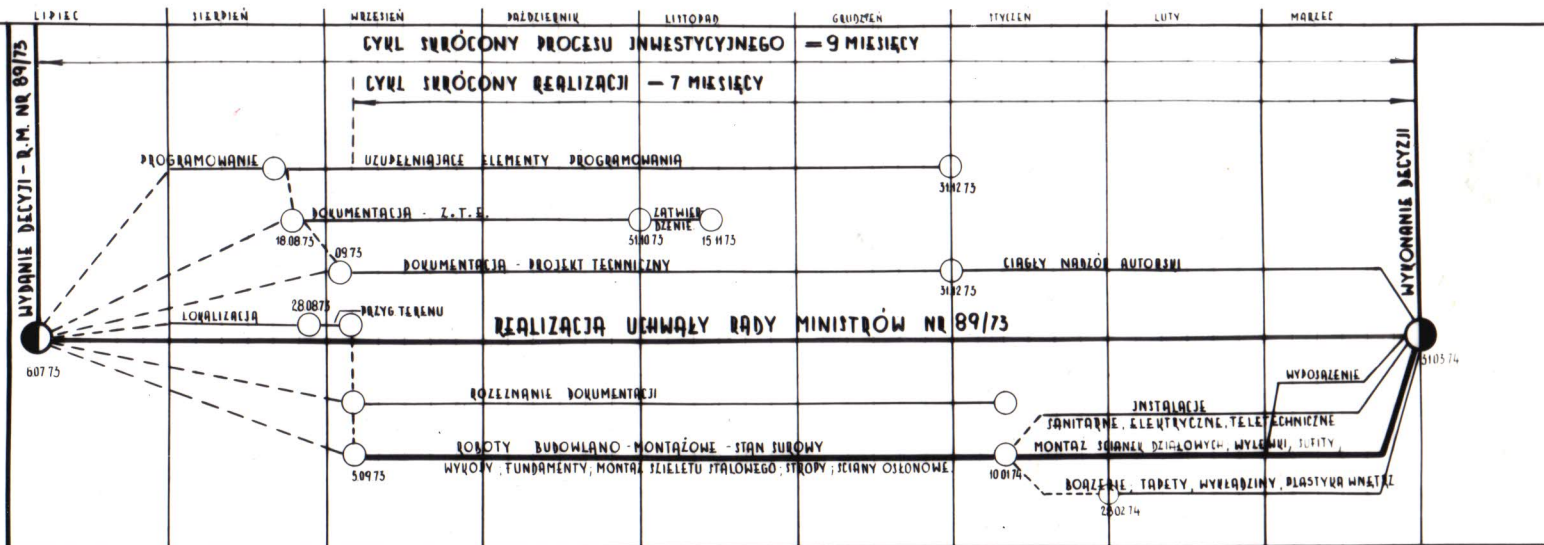 LIPIEC SIERPIEŃ WRZESIEŃ PAŹDZIERNIK LISTOPAD GRUDZIEŃ STYCZEŃ LUTY MARZEC
CYKL SKRÓCONY PROCESU INWESTYCYJNEGO — 9 MIESIĘCY
CYKL SKRÓCONY REALIZACJI — 7 MIESIĘCY
WYDANIE DECYJI - R.M. NR 89/73
WYKONANIE DECYZJI
PROGRAMOWANIE
UZUPEŁNIAJĄCE ELEMENTY PROGRAMOWANIA
31.12 73
DOKUMENTACJA - Z.T.E.
ZATWIER
DZENIE
18.08 73
31.10 73
15 11 73
09.73
DOKUMENTACJA - PROJEKT TECHNICZNY
CIĄGŁY NADZÓR AUTORSKI
31.12 73
LOKALIZACJA
28.08 73
PRZYG TERENU
REALIZACJA UCHWAŁY RADY MINISTRÓW NR 89/73
6.07 73
31.03 74
WYPOSAŻENIE
ROZEZNANIE DOKUMENTACJI
INSTALACJE
SANITARNE, ELEKTRYCZNE, TELETECHNICZNE
ROBOTY BUDOWLANO - MONTAŻOWE - STAN SUROWY
MONTAŻ ŚCIANEK DZIAŁOWYCH, WYLEWKI, SUFITY,
WYKOPY ; FUNDAMENTY ; MONTAŻ SZKIELETU STALOWEGO ; STROPY ; ŚCIANY OSŁONOWE.
5.09 73
10.01 74
BOAZERIE, TAPETY, WYKŁADZINY, PLASTYKA WNĘTRZ
28.02 74